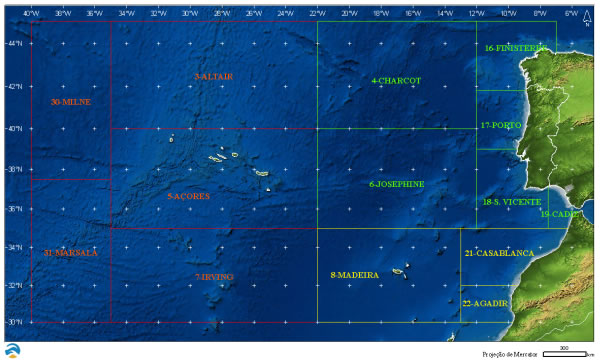 40°W 38°W 36°W 34°W 32°W 30°W 28°W 26°W 24°W 22°W 20°W 18°W 16°W 14°W 12°W 10°W 8°W 6°W
44°N
16-FINISTERRE
N
3-ALTAIR
4-CHARCOT
42°N
30-MILNE
40°N
17-PORTO
38°N
6-JOSEPHINE
5-AÇORES
18-S. VICENTE
36°N
19-CADIZ
34°N
31-MARSALA
21-CASABLANCA
7-IRVING
8-MADEIRA
32°N
22-AGADIR
30°N
300
Projeção de Mercator
km